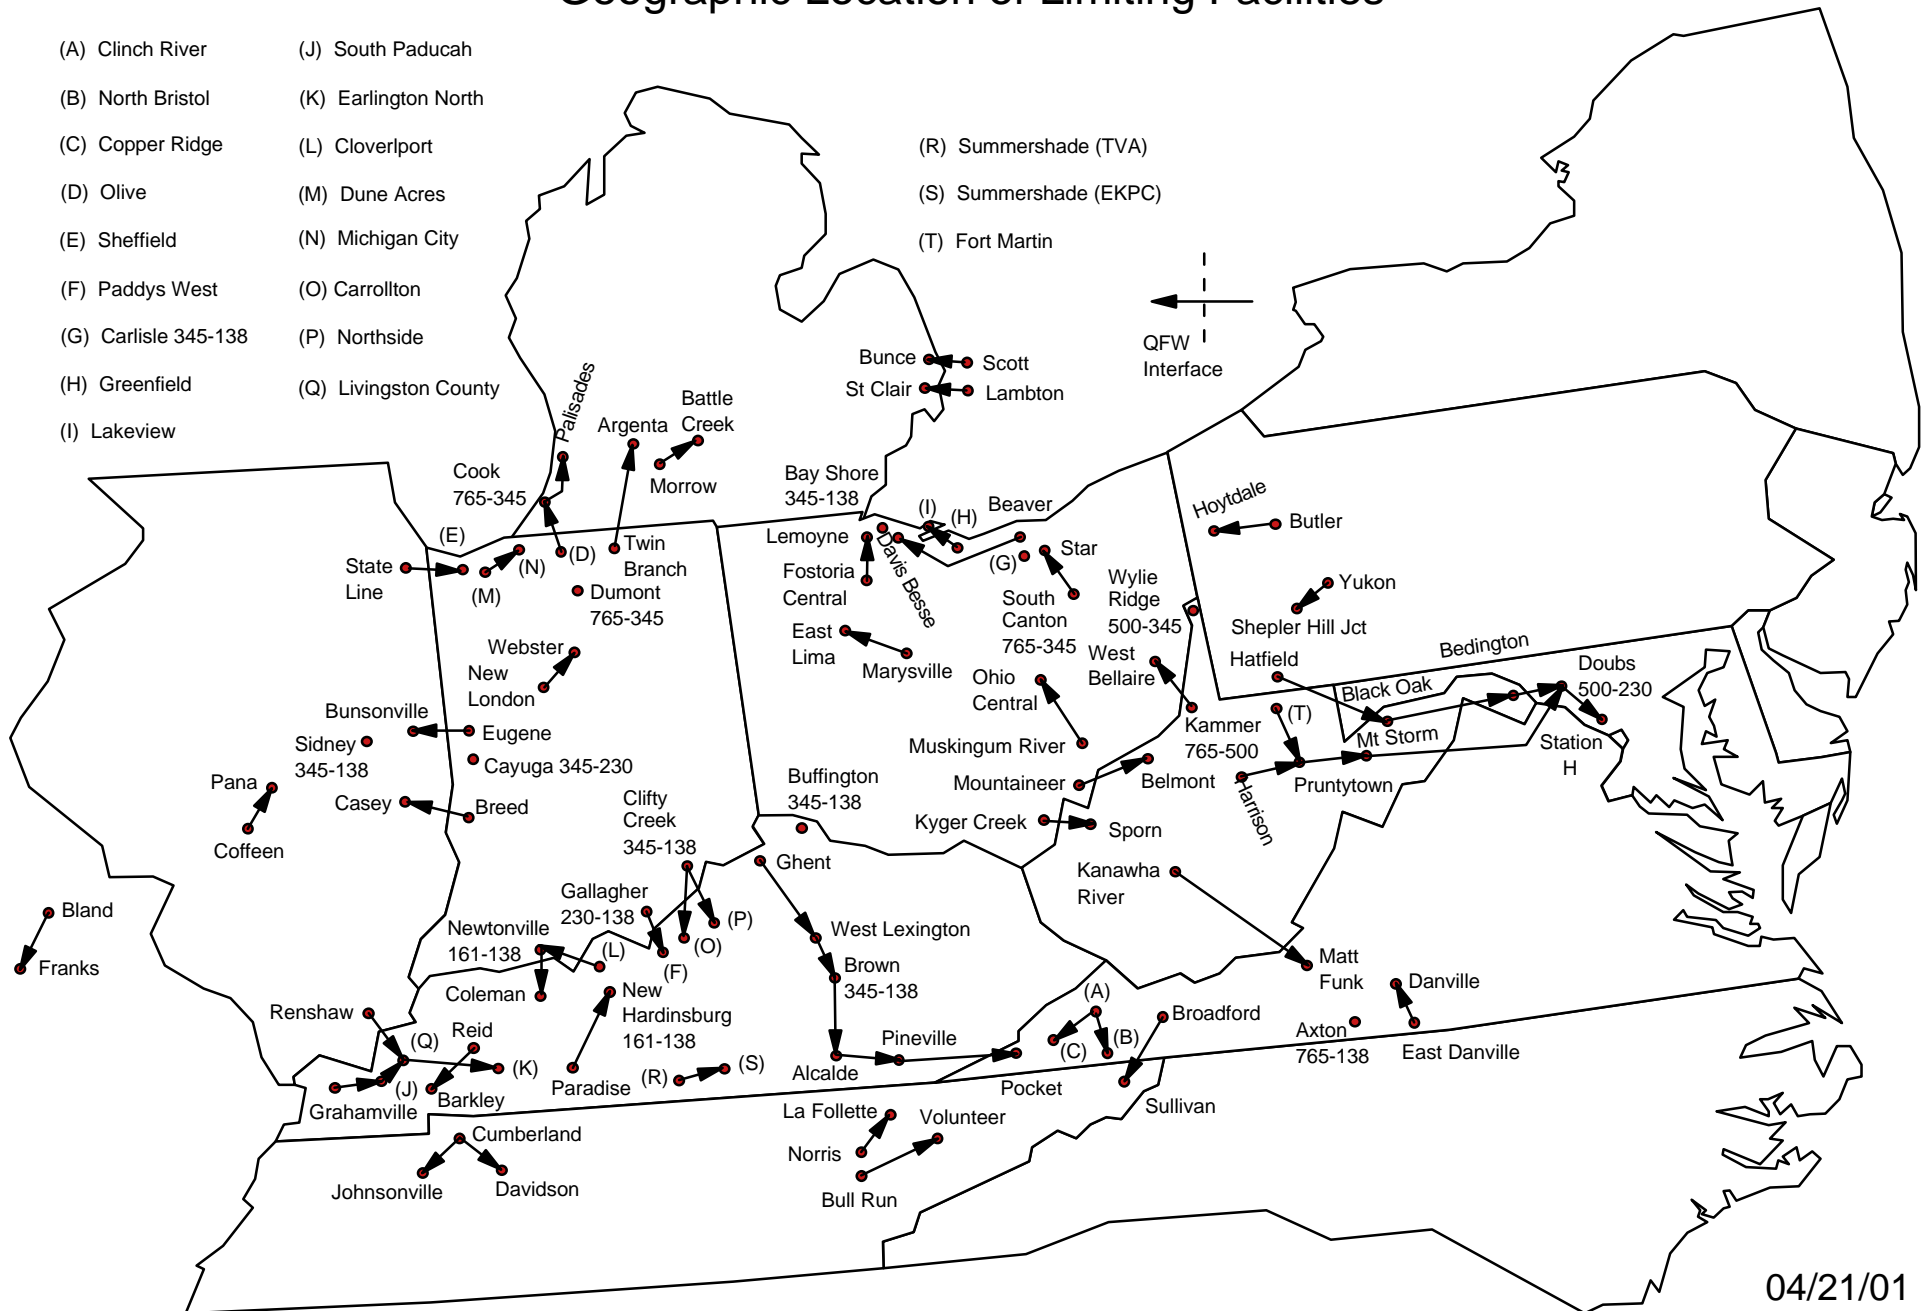 Geographic Location of Limiting Facilities
(A) Clinch River
(B) North Bristol
(C) Copper Ridge
(D) Olive
(E) Sheffield
(F) Paddys West
(G) Carlisle 345-138
(H) Greenfield
(I) Lakeview
(J) South Paducah
(K) Earlington North
(L) Cloverlport
(M) Dune Acres
(N) Michigan City
(O) Carrollton
(P) Northside
(Q) Livingston County
(R) Summershade (TVA)
(S) Summershade (EKPC)
(T) Fort Martin
QFW
Interface
Bunce
Scott
St Clair
Lambton
Palisades
Argenta
Battle
Creek
Morrow
Cook
765-345
Bay Shore
345-138
(E)
State
Line
(M)
(N)
(D)
Twin
Branch
Dumont
765-345
Lemoyne
Fostoria
Central
Davis Besse
(I)
(H)
Beaver
(G)
Star
South
Canton
765-345
Wylie
Ridge
500-345
Hoytdale
Butler
Yukon
Shepler Hill Jct
East
Lima
Marysville
Webster
New
London
West
Bellaire
Ohio
Central
Hatfield
Bedington
Black Oak
Doubs
500-230
Bunsonville
Eugene
Sidney
345-138
Cayuga 345-230
Muskingum River
Kammer
765-500
(T)
Mt Storm
Station
H
Pana
Casey
Breed
Coffeen
Clifty
Creek
345-138
Buffington
345-138
Mountaineer
Belmont
Harrison
Pruntytown
Kyger Creek
Sporn
Ghent
Kanawha
River
Bland
Franks
Gallagher
230-138
(P)
(O)
(F)
Newtonville
161-138
(L)
Coleman
West Lexington
Brown
345-138
Matt
Funk
Danville
East Danville
Axton
765-138
Renshaw
(Q)
Reid
(K)
(J)
Grahamville
Barkley
New
Hardinsburg
161-138
Paradise
(R)
(S)
Alcalde
Pineville
Pocket
(A)
(B)
(C)
Broadford
Sullivan
Cumberland
Johnsonville
Davidson
La Follette
Volunteer
Norris
Bull Run
04/21/01